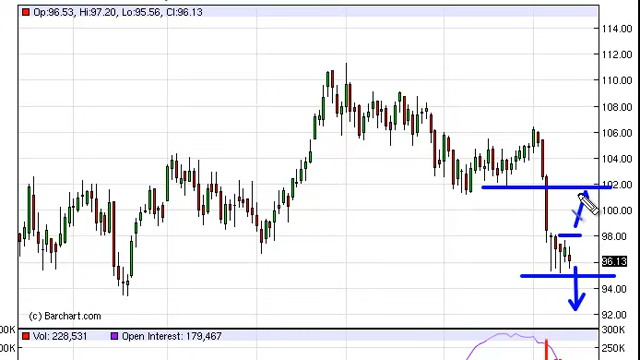 Op:96.53, Hi:97.20, Lo:95.56, Cl:96.13
114.00
112.00
110.00
108.00
106.00
104.00
102.00
100.00
98.00
96.13
94.00
92.00
(c) Barchart.com
Vol: 228,531 Open Interest: 179,467
300K
200K